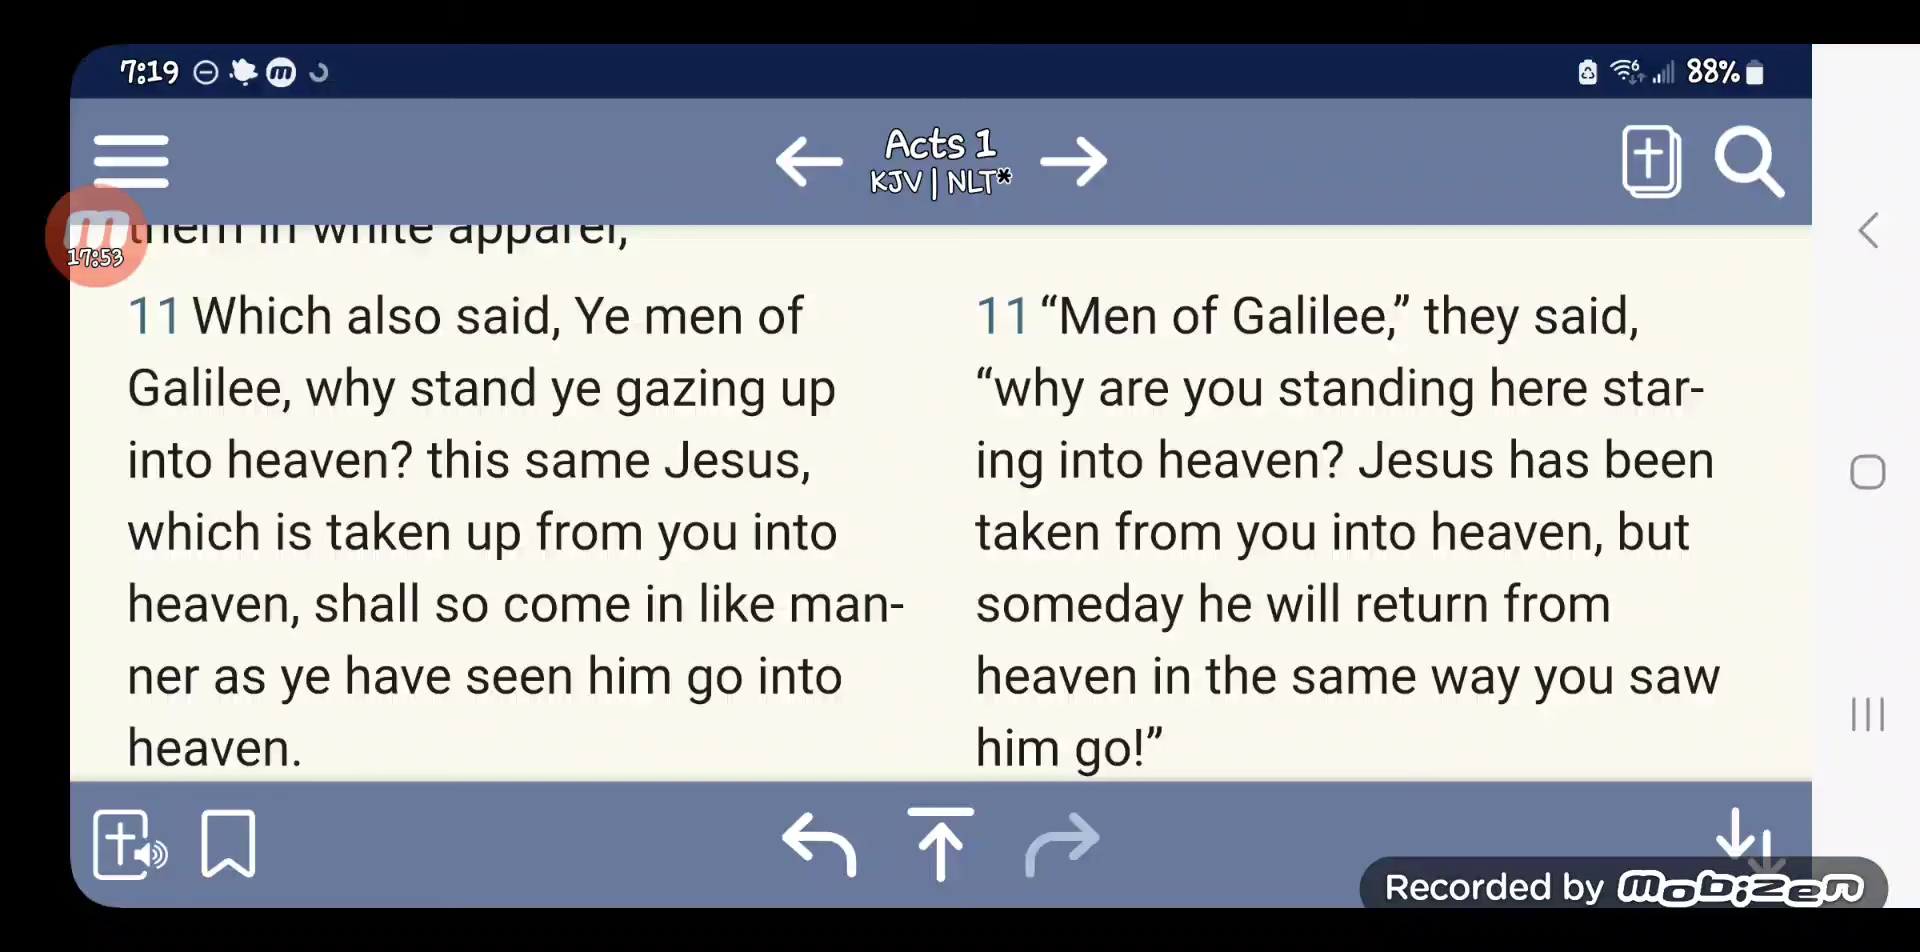 7:19
88%
Acts 1
KJV | NLT*
17:53
them in white apparel,
11 Which also said, Ye men of
Galilee, why stand ye gazing up
into heaven? this same Jesus,
which is taken up from you into
heaven, shall so come in like man-
ner as ye have seen him go into
heaven.
11 “Men of Galilee,” they said,
“why are you standing here star-
ing into heaven? Jesus has been
taken from you into heaven, but
someday he will return from
heaven in the same way you saw
him go!”
Recorded by Mobizen